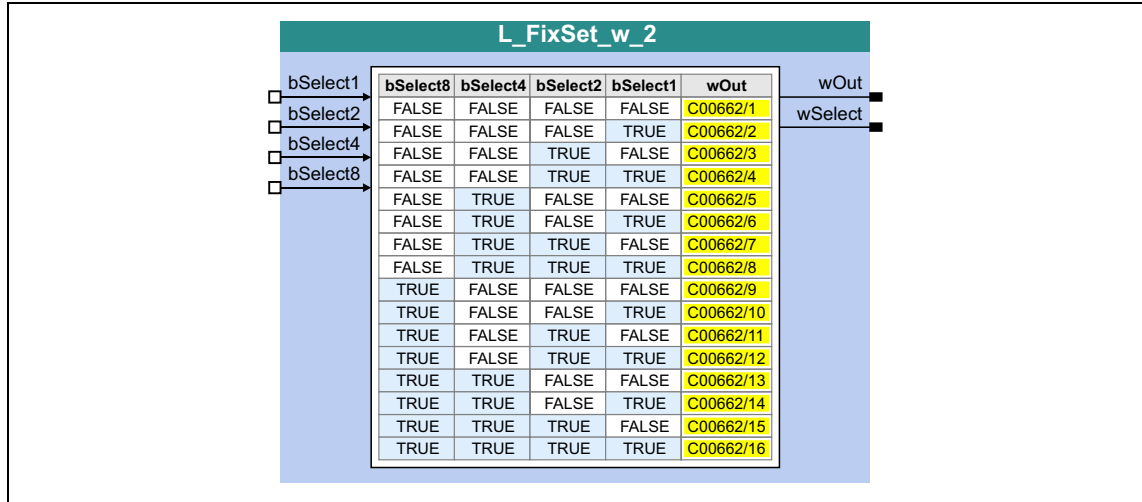 L_FixSet_w_2
bSelect1
bSelect2
bSelect4
bSelect8
bSelect8 bSelect4 bSelect2 bSelect1 wOut
FALSE FALSE FALSE FALSE C00662/1
FALSE FALSE FALSE TRUE C00662/2
FALSE FALSE TRUE FALSE C00662/3
FALSE FALSE TRUE TRUE C00662/4
FALSE TRUE FALSE FALSE C00662/5
FALSE TRUE FALSE TRUE C00662/6
FALSE TRUE TRUE FALSE C00662/7
FALSE TRUE TRUE TRUE C00662/8
TRUE FALSE FALSE FALSE C00662/9
TRUE FALSE FALSE TRUE C00662/10
TRUE FALSE TRUE FALSE C00662/11
TRUE FALSE TRUE TRUE C00662/12
TRUE TRUE FALSE FALSE C00662/13
TRUE TRUE FALSE TRUE C00662/14
TRUE TRUE TRUE FALSE C00662/15
TRUE TRUE TRUE TRUE C00662/16
wOut
wSelect